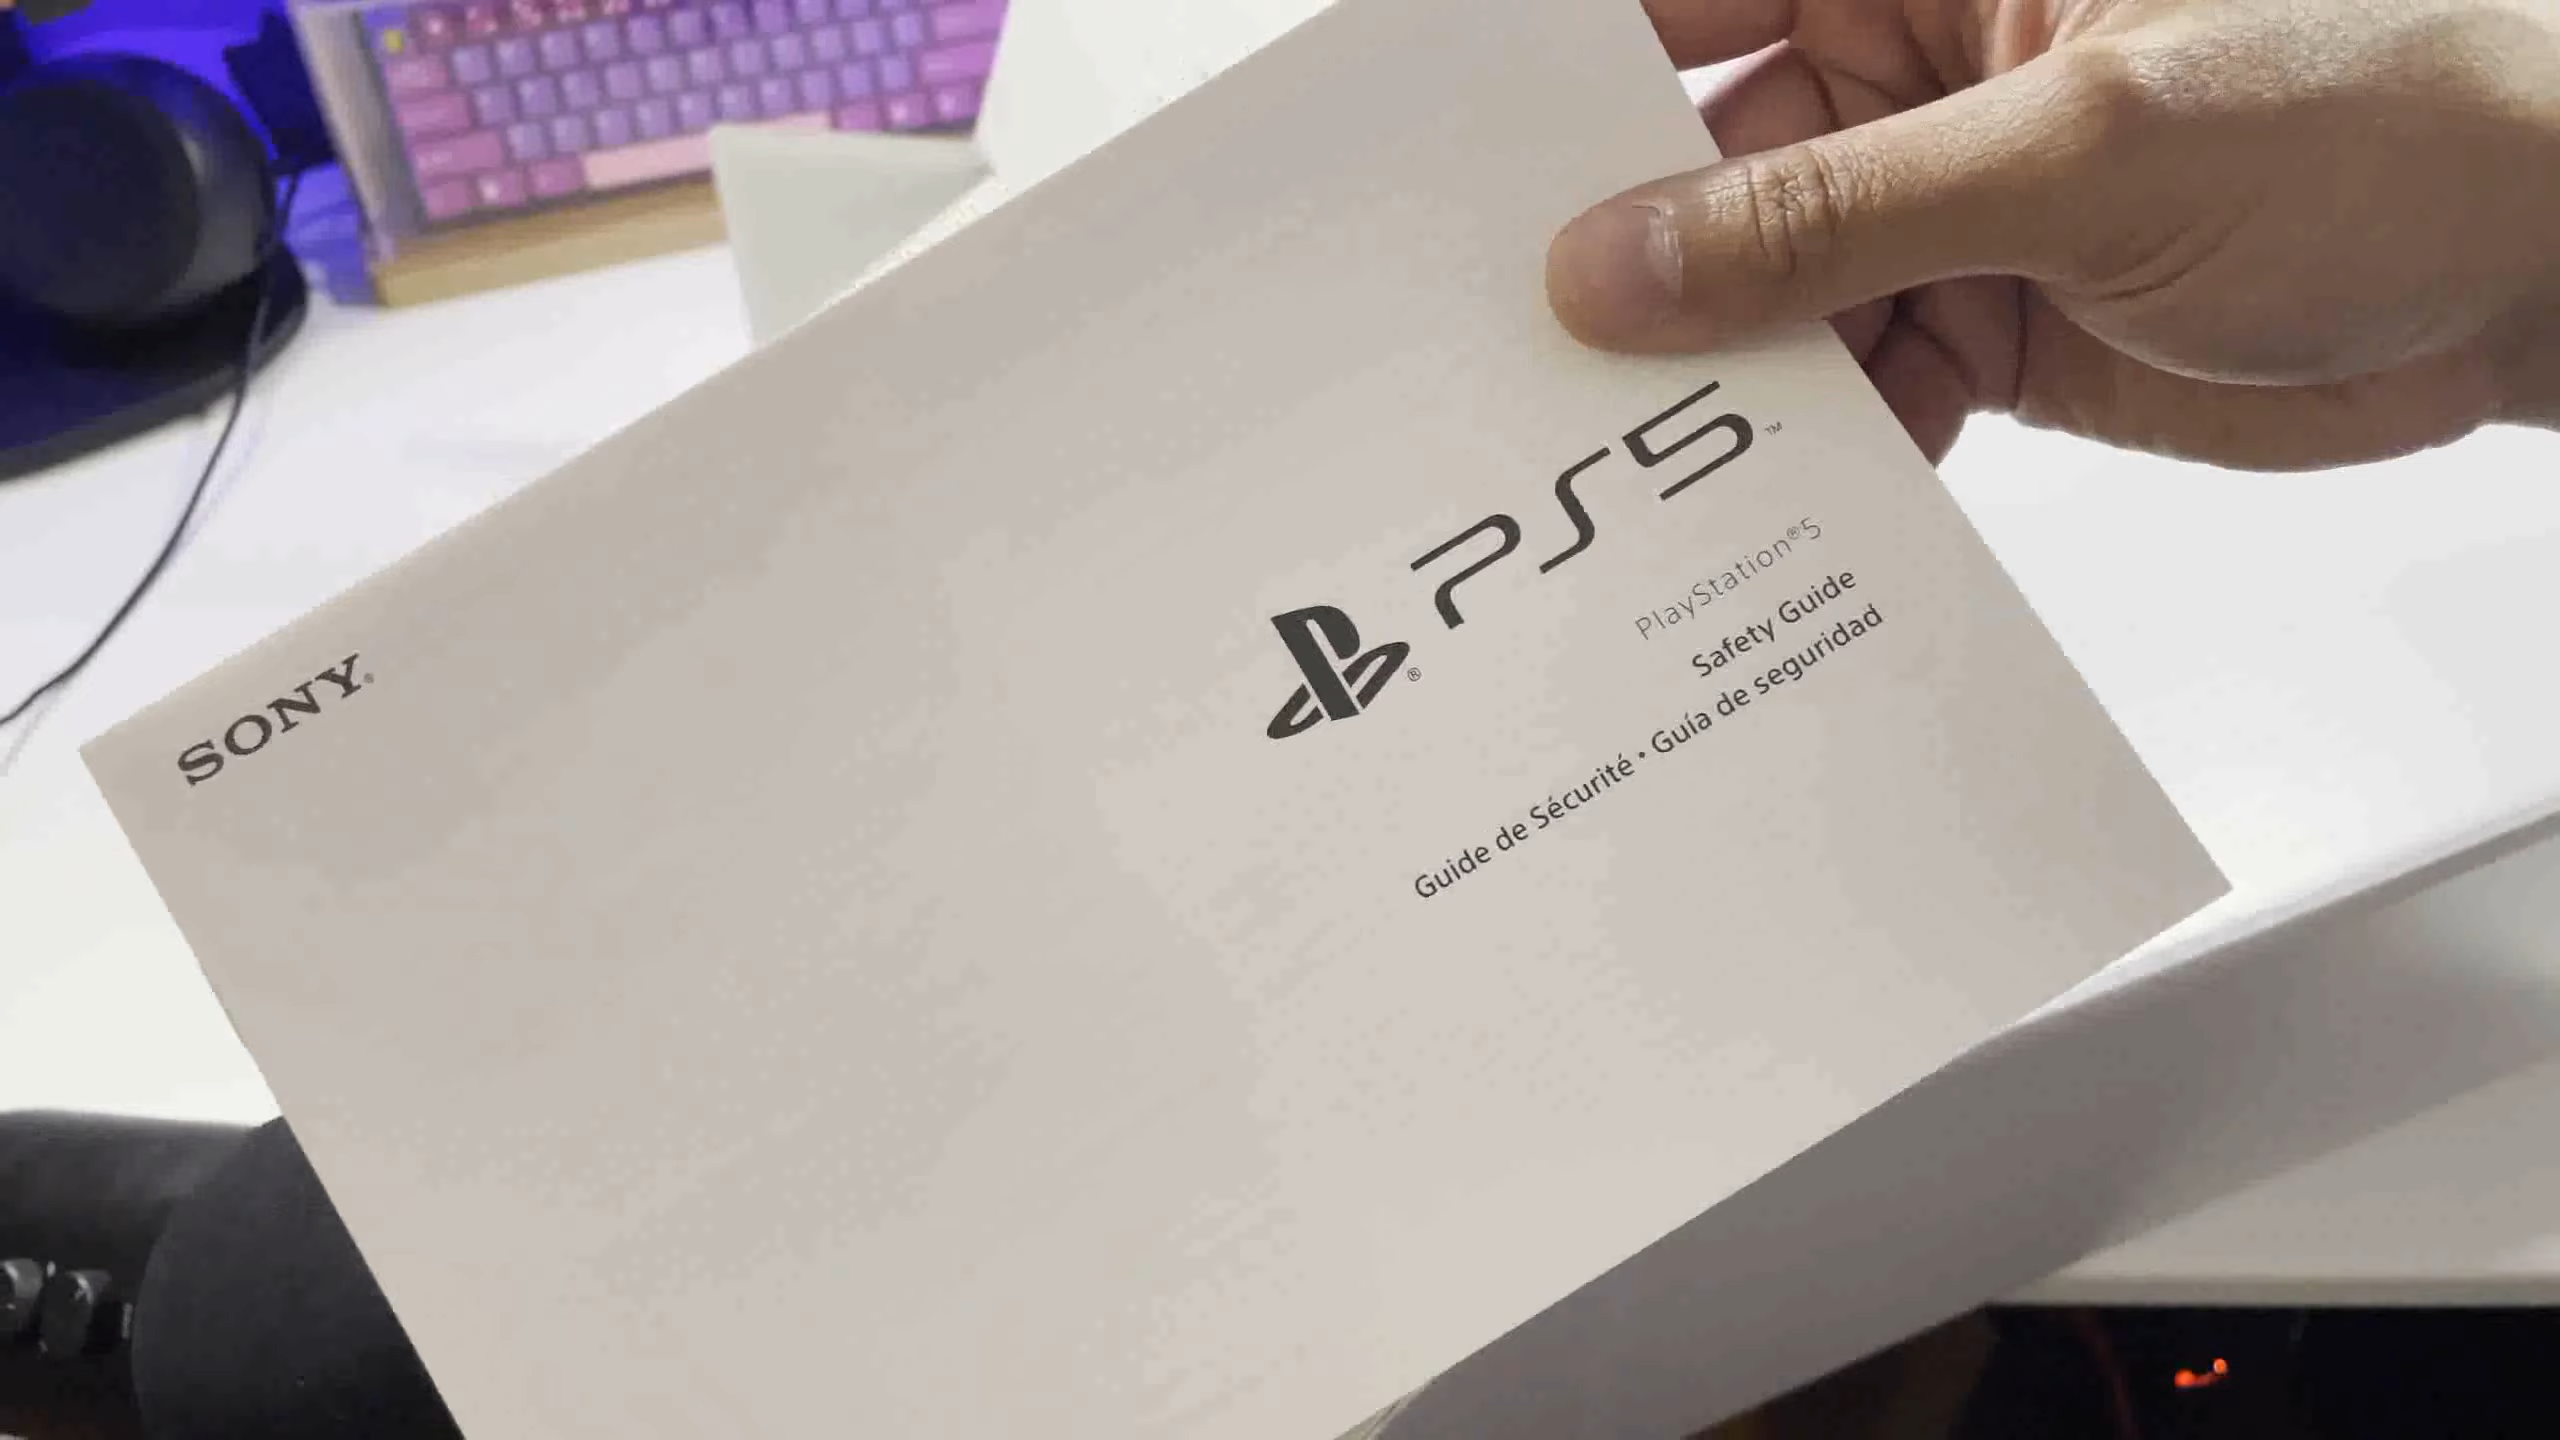 SONY®
PS5™
PlayStation®5
Safety Guide
Guide de Sécurité • Guía de seguridad